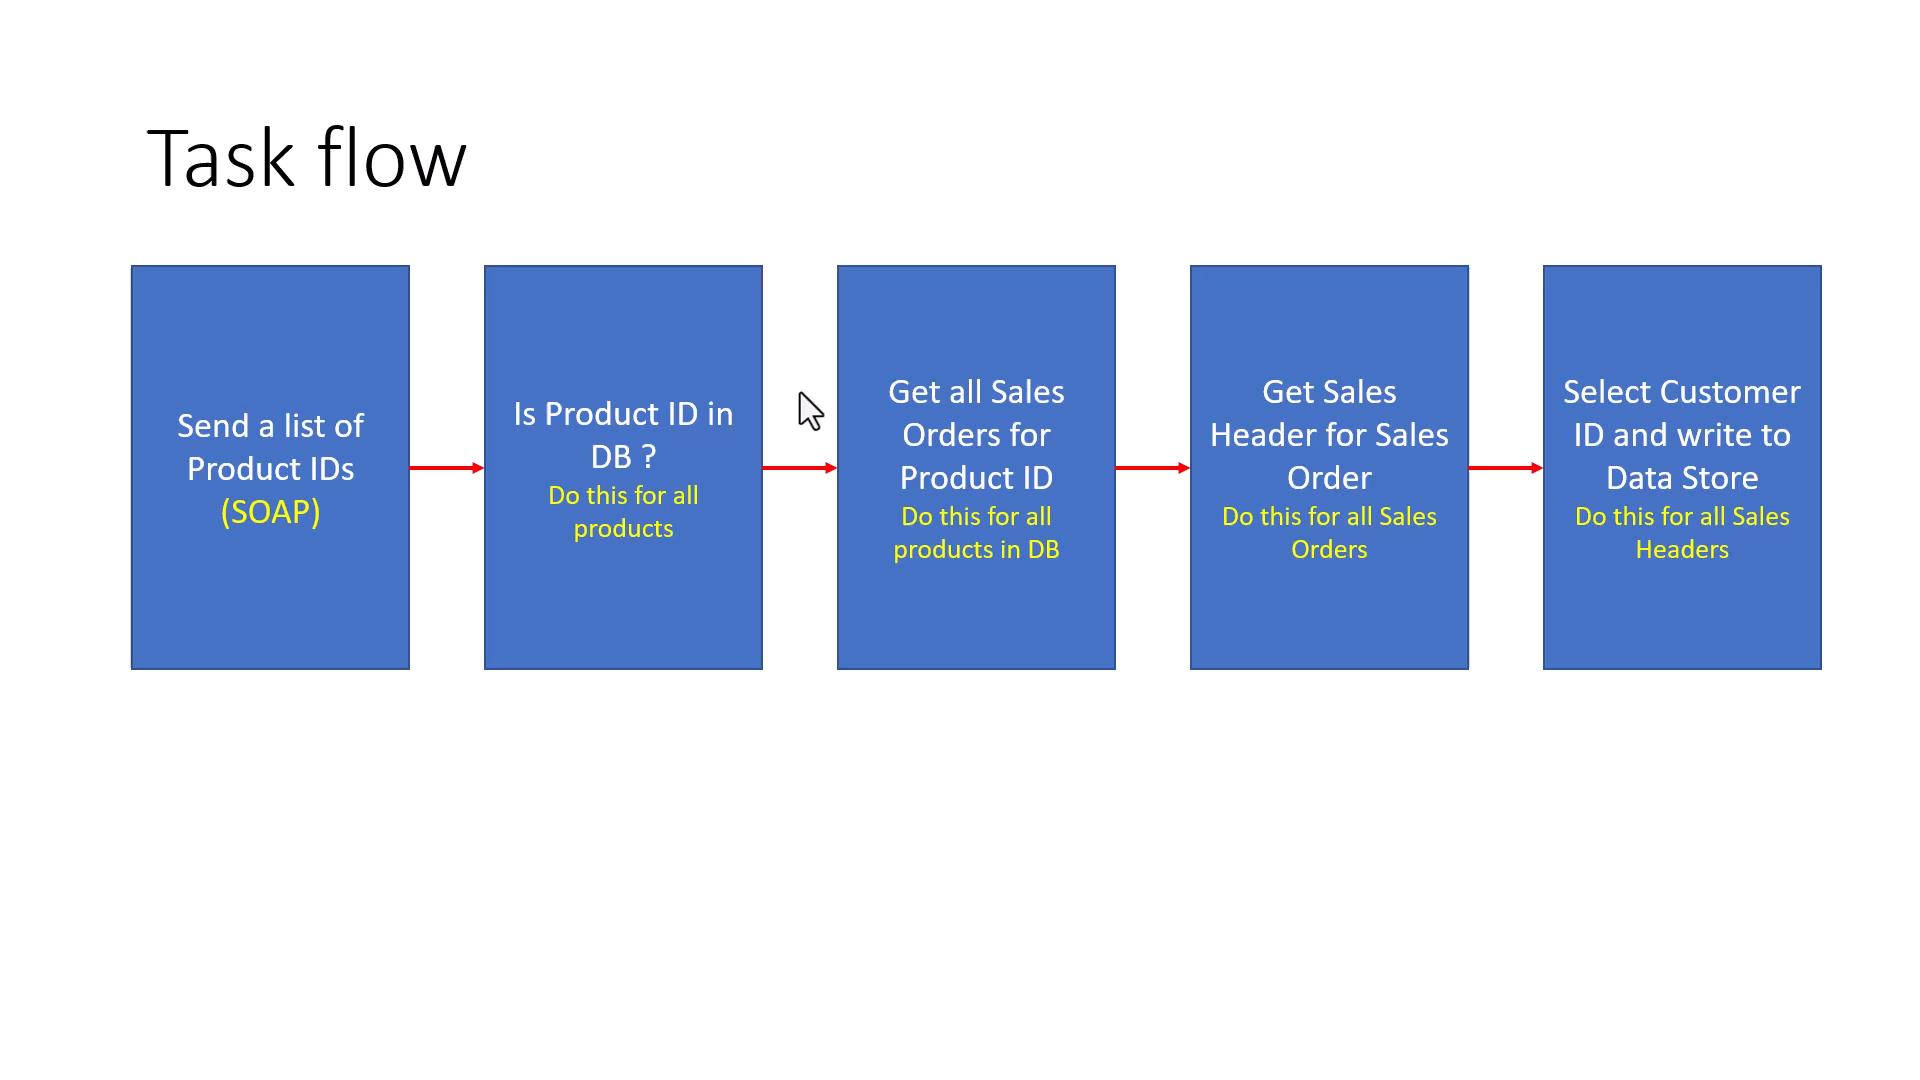 Task flow
Send a list of
Product IDs
(SOAP)
Is Product ID in
DB ?
Do this for all
products
Get all Sales
Orders for
Product ID
Do this for all
products in DB
Get Sales
Header for Sales
Order
Do this for all Sales
Orders
Select Customer
ID and write to
Data Store
Do this for all Sales
Headers